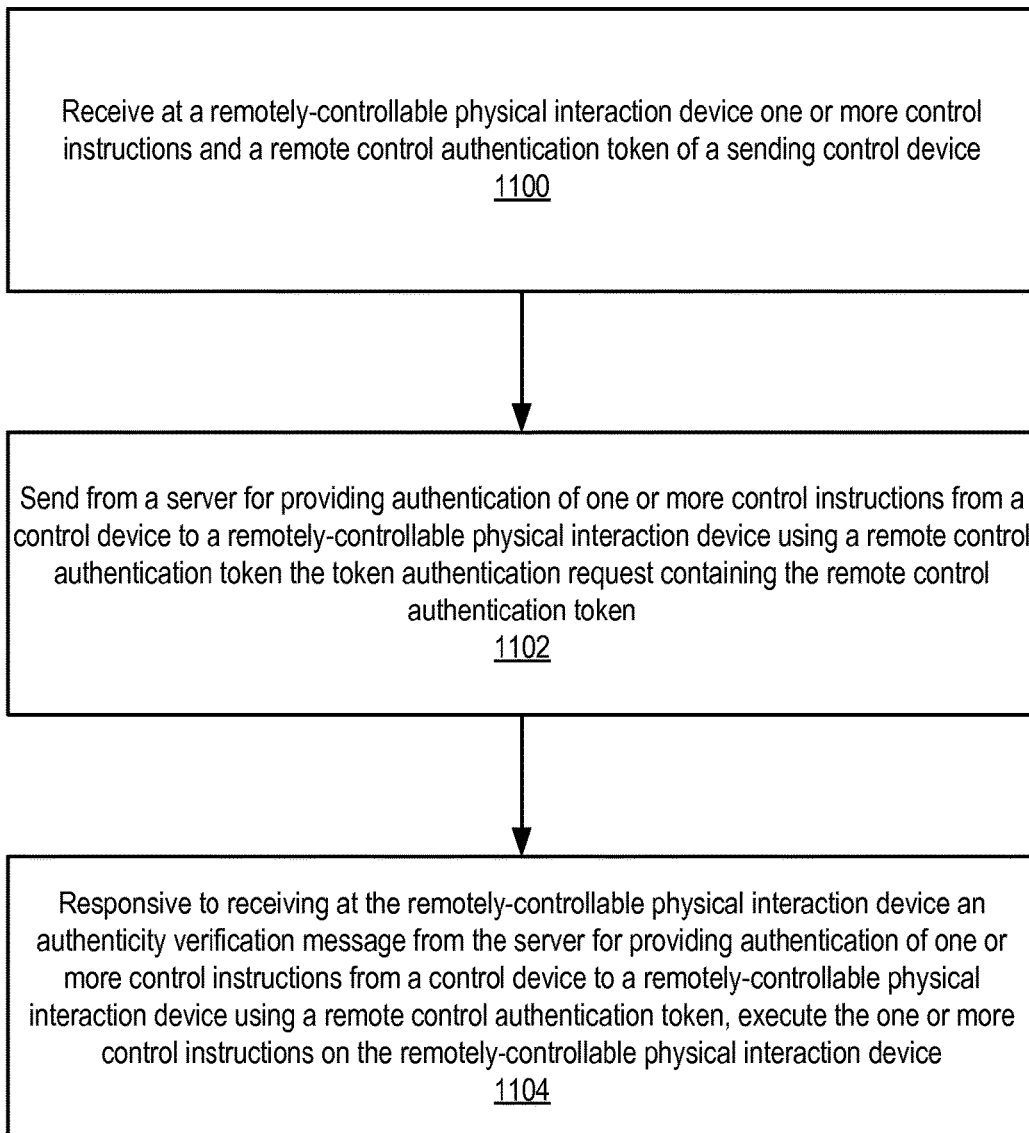 Receive at a remotely-controllable physical interaction device one or more control
instructions and a remote control authentication token of a sending control device
1100
Send from a server for providing authentication of one or more control instructions from a
control device to a remotely-controllable physical interaction device using a remote control
authentication token the token authentication request containing the remote control
authentication token
1102
Responsive to receiving at the remotely-controllable physical interaction device an
authenticity verification message from the server for providing authentication of one or
more control instructions from a control device to a remotely-controllable physical
interaction device using a remote control authentication token, execute the one or more
control instructions on the remotely-controllable physical interaction device
1104